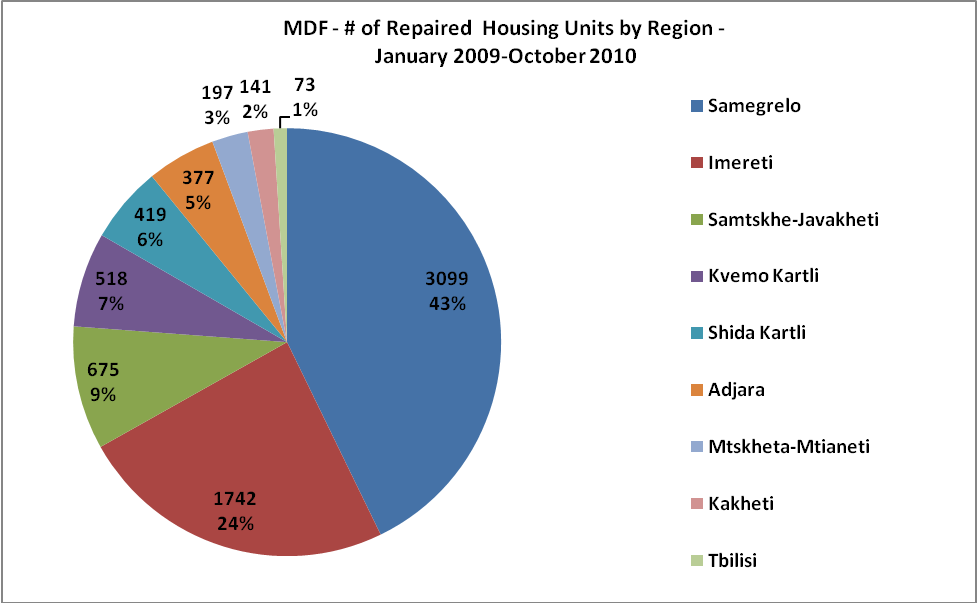 MDF - # of Repaired  Housing Units by Region -
January 2009-October 2010
197
3%
141
2%
73
1%
377
5%
419
6%
518
7%
675
9%
1742
24%
3099
43%
Samegrelo
Imereti
Samtskhe-Javakheti
Kvemo Kartli
Shida Kartli
Adjara
Mtskheta-Mtianeti
Kakheti
Tbilisi